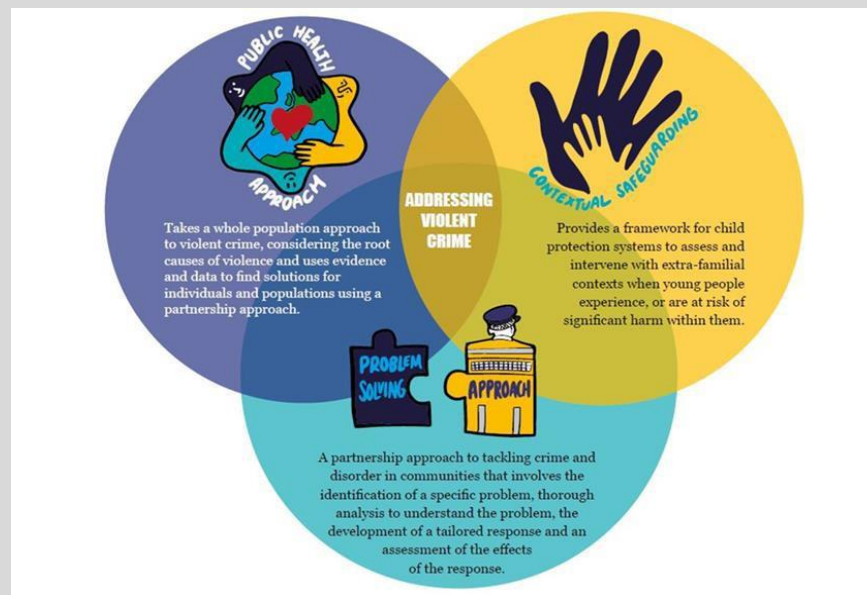 PUBLIC HEALTH
APPROACH
Takes a whole population approach
to violent crime, considering the root
causes of violence and uses evidence
and data to find solutions for
individuals and populations using a
partnership approach.
ADDRESSING
VIOLENT
CRIME
CONTEXTUAL SAFEGUARDING
Provides a framework for child
protection systems to assess and
intervene with extra-familial
contexts when young people
experience, or are at risk of
significant harm within them.
PROBLEM
SOLVING
APPROACH
A partnership approach to tackling crime and
disorder in communities that involves the
identification of a specific problem, thorough
analysis to understand the problem, the
development of a tailored response and an
assessment of the effects
of the response.